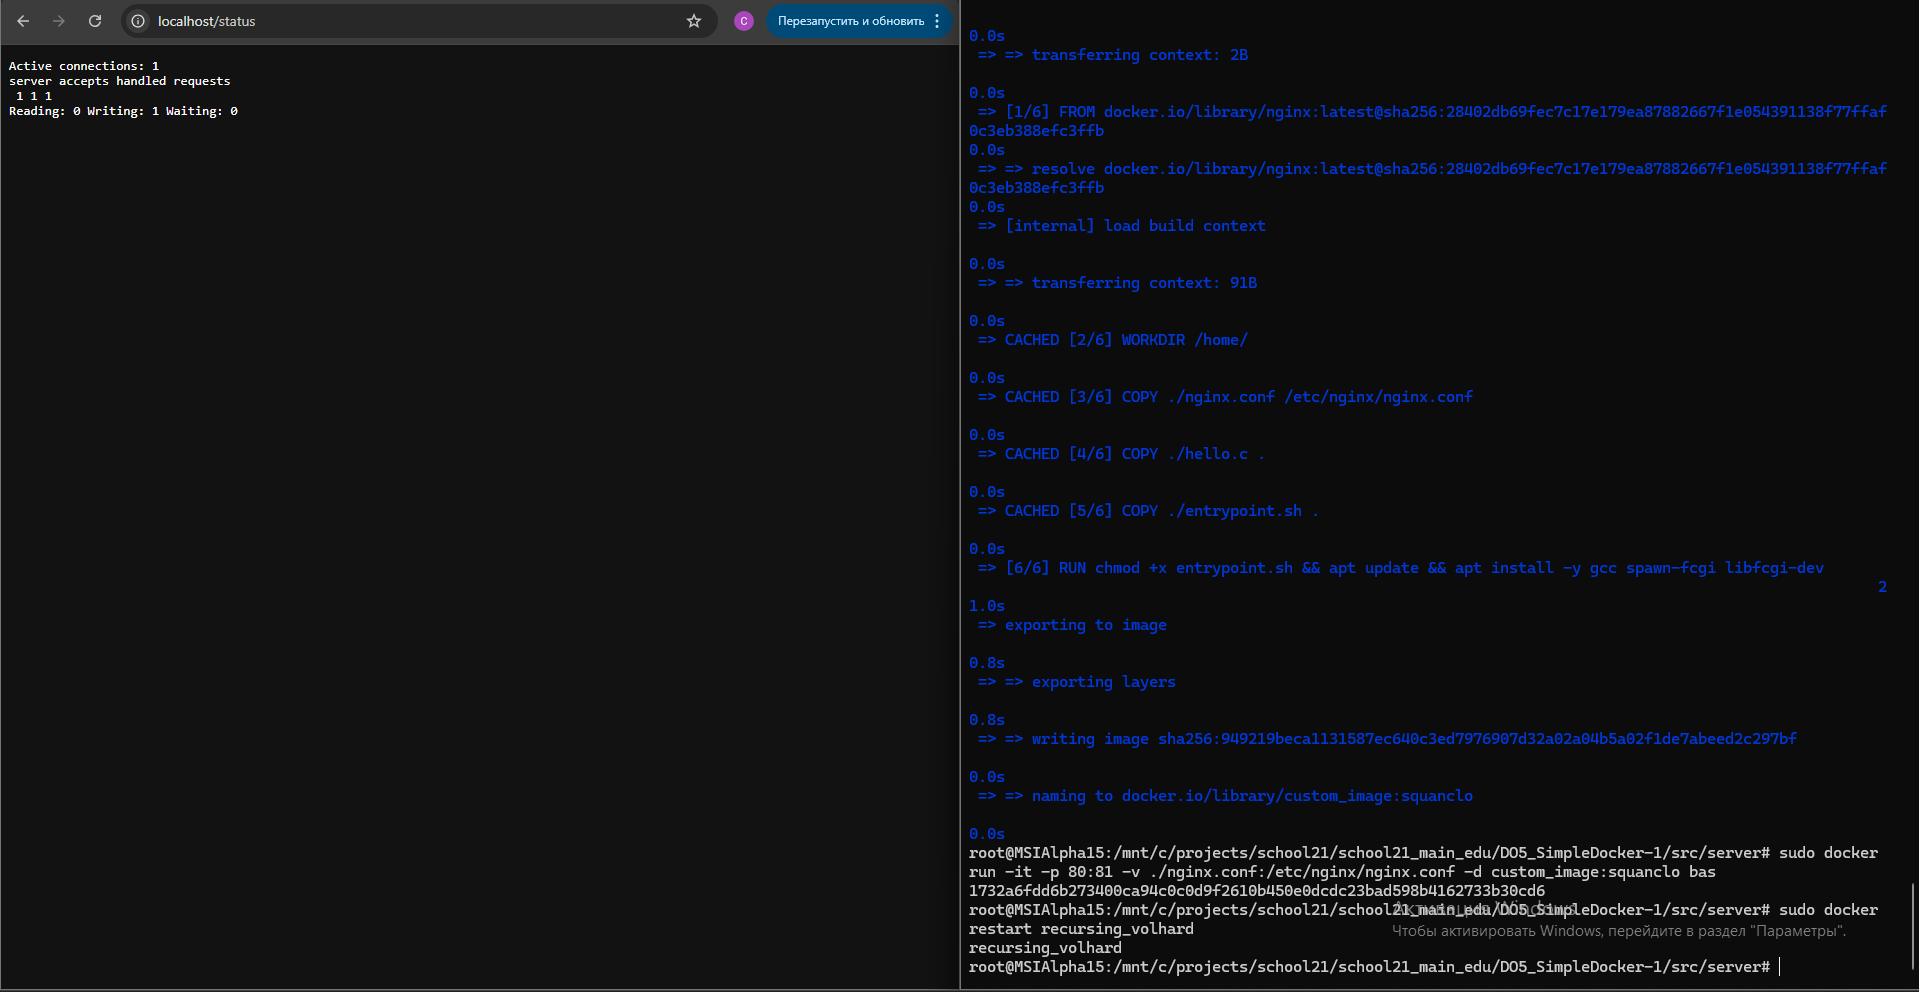 localhost/status
C
Перезапустить и обновить
Active connections: 1
server accepts handled requests
1 1 1
Reading: 0 Writing: 1 Waiting: 0
0.0s
=> => transferring context: 2B
0.0s
=> [1/6] FROM docker.io/library/nginx:latest@sha256:28402db69fec7c17e179ea87882667f1e054391138f77ffaf
0c3eb388efc3ffb
0.0s
=> => resolve docker.io/library/nginx:latest@sha256:28402db69fec7c17e179ea87882667f1e054391138f77ffaf
0c3eb388efc3ffb
0.0s
=> [internal] load build context
0.0s
=> => transferring context: 91B
0.0s
=> CACHED [2/6] WORKDIR /home/
0.0s
=> CACHED [3/6] COPY ./nginx.conf /etc/nginx/nginx.conf
0.0s
=> CACHED [4/6] COPY ./hello.c .
0.0s
=> CACHED [5/6] COPY ./entrypoint.sh .
0.0s
=> [6/6] RUN chmod +x entrypoint.sh && apt update && apt install -y gcc spawn-fcgi libfcgi-dev
2
1.0s
=> exporting to image
0.8s
=> => exporting layers
0.8s
=> => writing image sha256:949219beca1131587ec640c3ed7976907d32a02a04b5a02f1de7abeed2c297bf
0.0s
=> => naming to docker.io/library/custom_image:squanclo
0.0s
root@MSIAlpha15:/mnt/c/projects/school21/school21_main_edu/DO5_SimpleDocker-1/src/server# sudo docker
run -it -p 80:81 -v ./nginx.conf:/etc/nginx/nginx.conf -d custom_image:squanclo bas
1732a6fdd6b273400ca94c0c0d9f2610b450e0dcdc23bad598b4162733b30cd6
root@MSIAlpha15:/mnt/c/projects/school21/school21_main_edu/DO5_SimpleDocker-1/src/server# sudo docker
restart recursing_volhard
recursing_volhard
root@MSIAlpha15:/mnt/c/projects/school21/school21_main_edu/DO5_SimpleDocker-1/src/server#
Активация Windows
Чтобы активировать Windows, перейдите в раздел "Параметры".